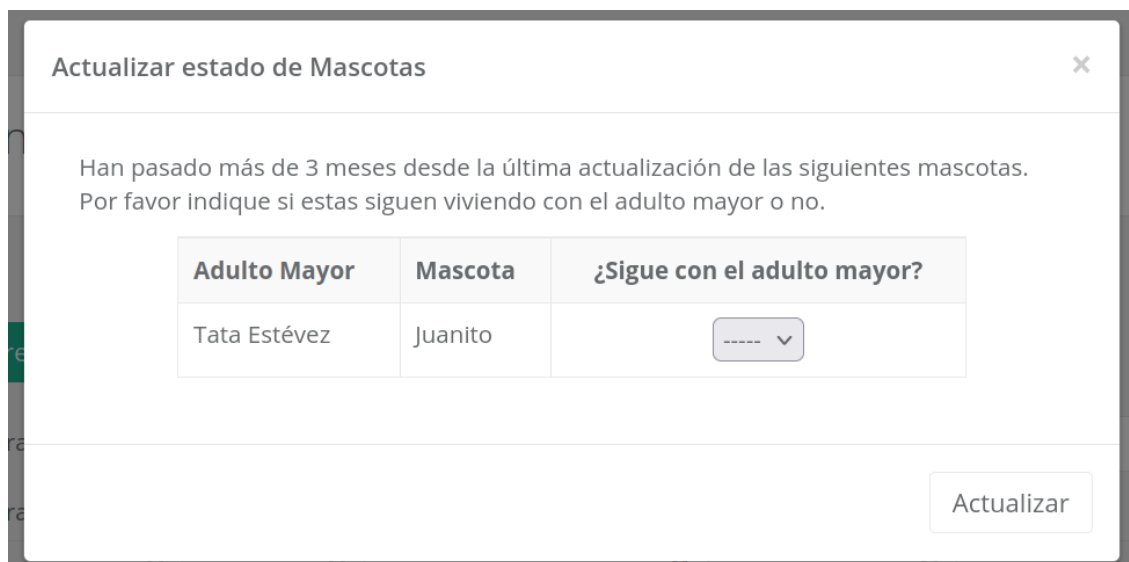 Actualizar estado de Mascotas ×
Han pasado más de 3 meses desde la última actualización de las siguientes mascotas.
Por favor indique si estas siguen viviendo con el adulto mayor o no.
Adulto Mayor Mascota ¿Sigue con el adulto mayor?
Tata Estévez Juanito -----
Actualizar